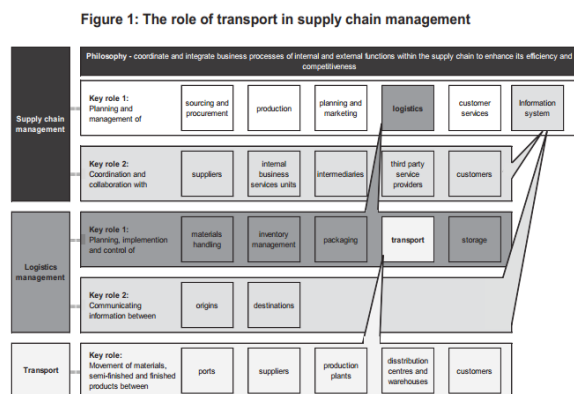 Figure 1: The role of transport in supply chain management
Philosophy - coordinate and integrate business processes of internal and external functions within the supply chain to enhance its efficiency and
competitiveness
Supply chain
management
Key role 1:
Planning and
management of
sourcing and
procurement
production
planning and
marketing
logistics
customer
services
Information
system
Key role 2:
Coordination and
collaboration with
suppliers
internal
business
services units
intermediaries
third party
service
providers
customers
Logistics
management
Key role 1:
Planning, implemention
and control of
materials
handling
inventory
management
packaging
transport
storage
Key role 2:
Communicating
information between
origins
destinations
Transport
Key role:
Movement of materials,
semi-finished and finished
products between
ports
suppliers
production
plants
disstribution
centres and
warehouses
customers